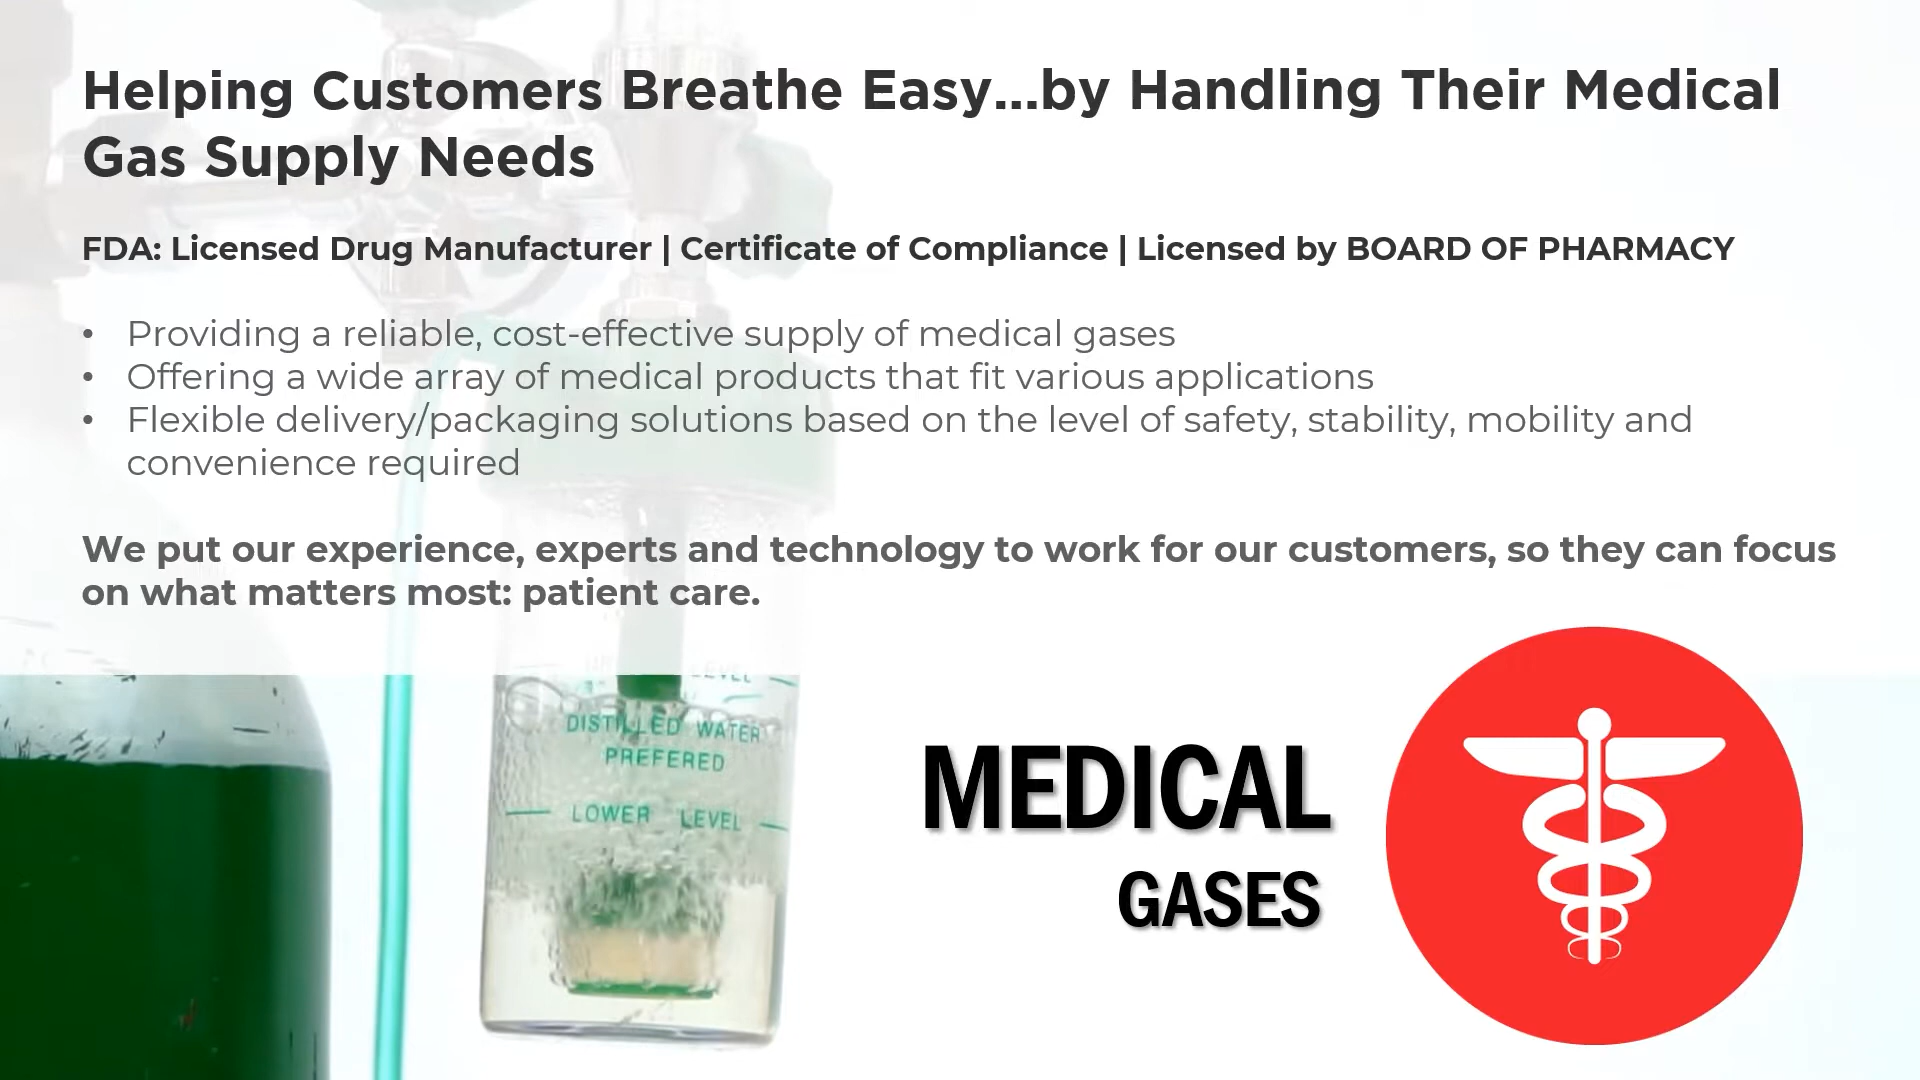 Helping Customers Breathe Easy...by Handling Their Medical
Gas Supply Needs
FDA: Licensed Drug Manufacturer | Certificate of Compliance | Licensed by BOARD OF PHARMACY
• Providing a reliable, cost-effective supply of medical gases
• Offering a wide array of medical products that fit various applications
• Flexible delivery/packaging solutions based on the level of safety, stability, mobility and
convenience required
We put our experience, experts and technology to work for our customers, so they can focus
on what matters most: patient care.
LEVEL
DISTILLED WATER
PREFERED
LOWER LEVEL
MEDICAL
GASES